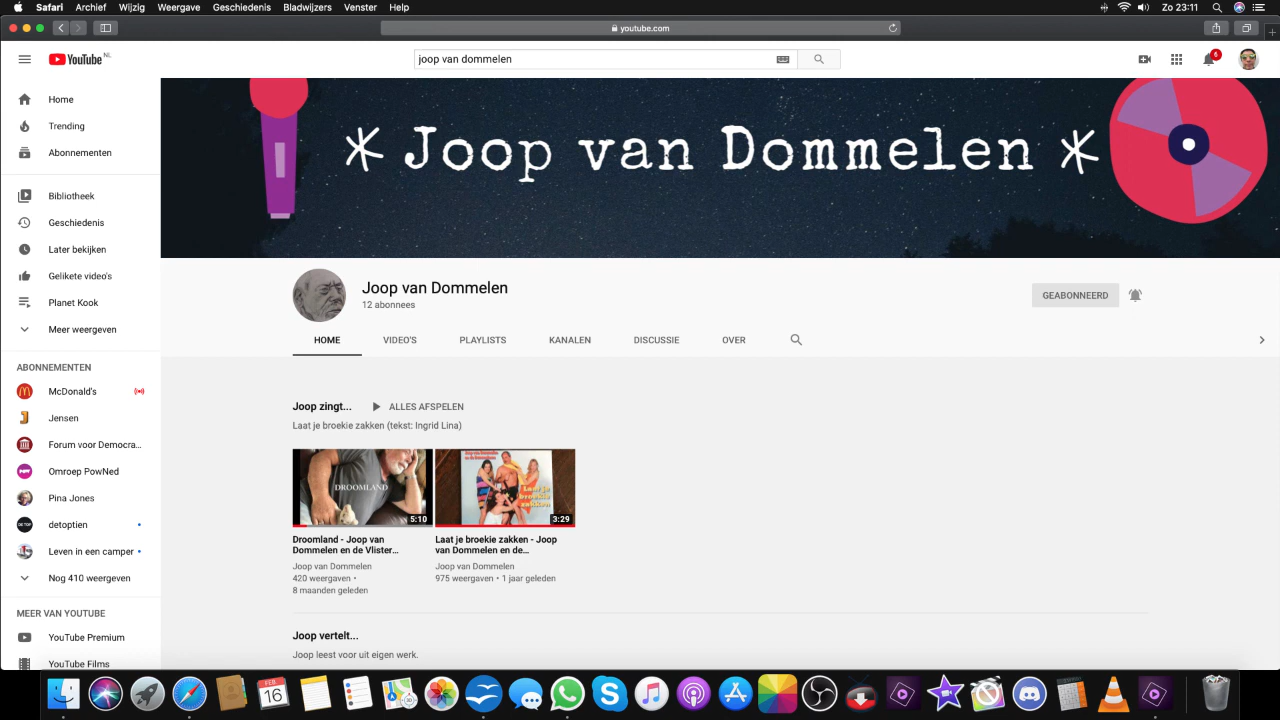 Safari Archief Wijzig Weergave Geschiedenis Bladwijzers Venster Help
Zo 23:11
youtube.com
YouTube NL
joop van dommelen
6
Home
Trending
Abonnementen
Bibliotheek
Geschiedenis
Later bekijken
Gelikete video's
Planet Kook
Meer weergeven
ABONNEMENTEN
McDonald's
Jensen
Forum voor Democra...
Omroep PowNed
Pina Jones
detoptien
Leven in een camper
Nog 410 weergeven
MEER VAN YOUTUBE
YouTube Premium
YouTube Films
* Joop van Dommelen *
Joop van Dommelen
12 abonnees
GEABONNEERD
HOME VIDEO'S PLAYLISTS KANALEN DISCUSSIE OVER
Joop zingt... ALLES AFSPELEN
Laat je broekie zakken (tekst: Ingrid Lina)
DROOMLAND
5:10
Laat je
broekie
zakken
3:29
Droomland - Joop van
Dommelen en de Vlister...
Joop van Dommelen
420 weergaven •
8 maanden geleden
Laat je broekie zakken - Joop
van Dommelen en de...
Joop van Dommelen
975 weergaven • 1 jaar geleden
Joop vertelt...
Joop leest voor uit eigen werk.
FEB.
16